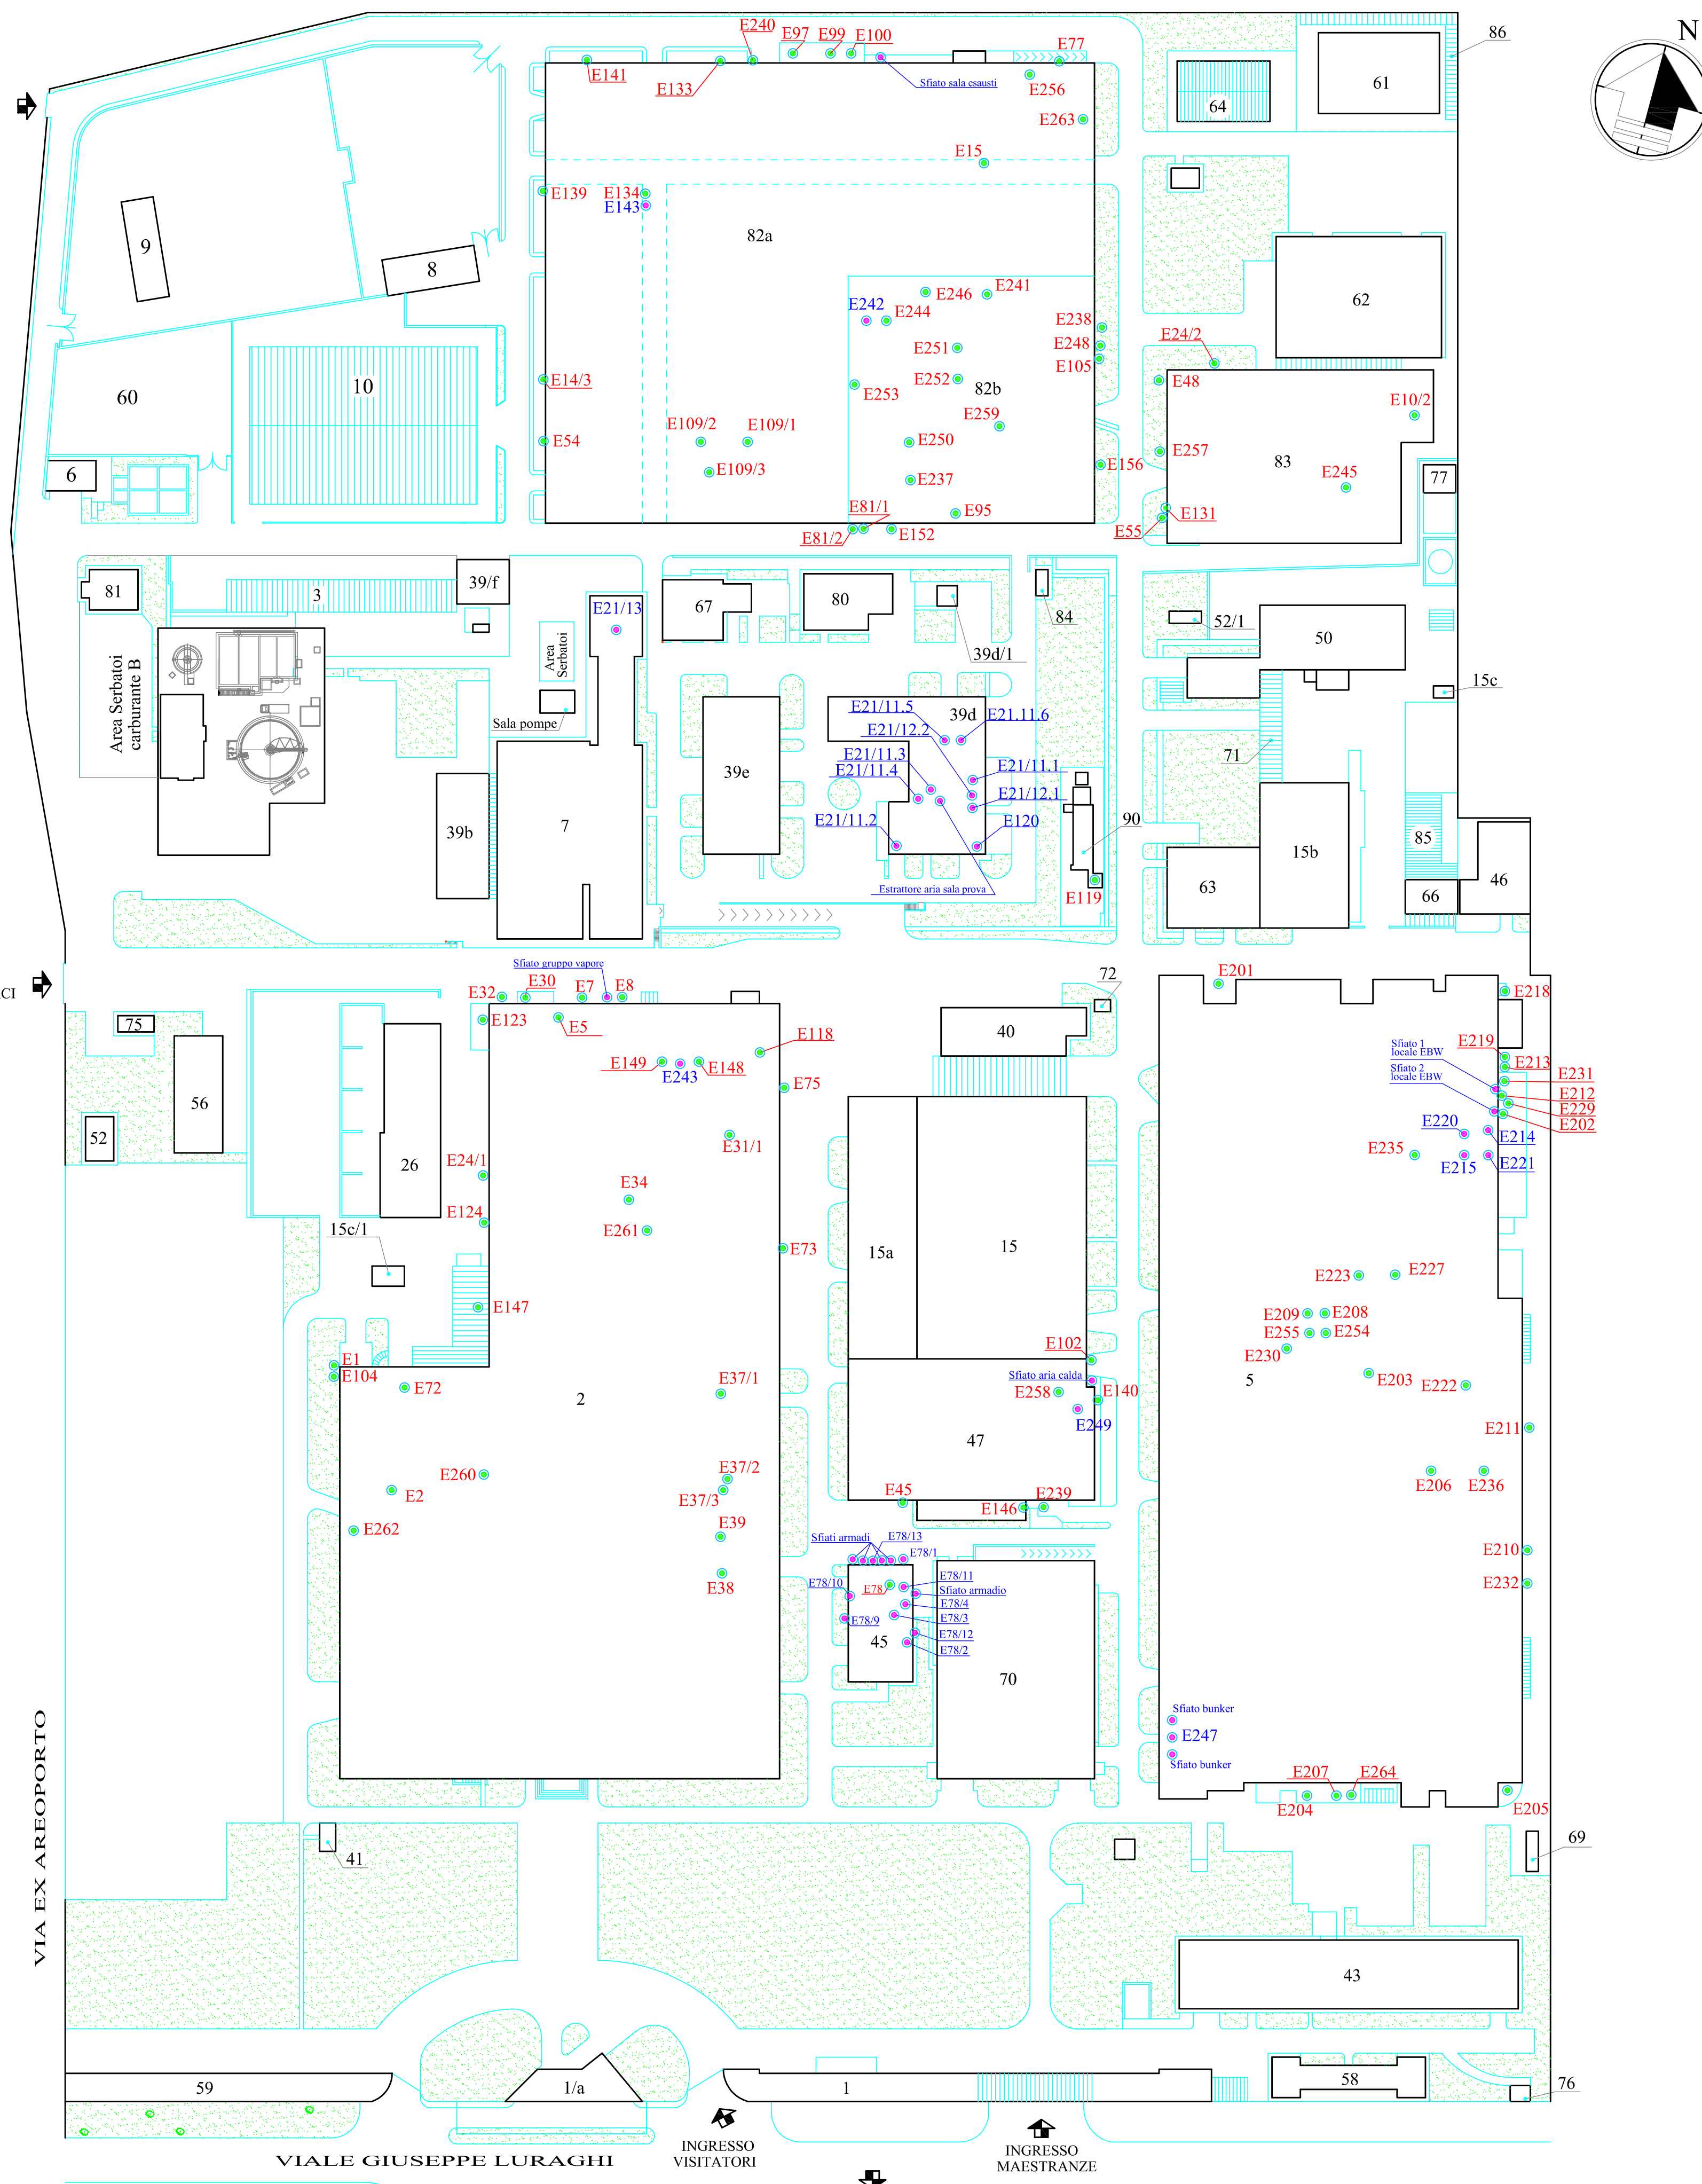 N
86
E240
E97
E99
E100
E77
E141
E133
Sfiato sala esausti
E256
61
64
E263
E15
E139
E134
E143
82a
9
8
62
E246
E241
E242
E244
E238
E248
E105
E24/2
E251
E252
E253
82b
E48
E14/3
10
60
E10/2
E259
E109/2
E109/1
E54
E250
E257
83
E109/3
E156
E245
6
E237
77
E81/1
E95
E131
E55
E81/2
E152
81
3
39/f
67
80
84
E21/13
52/1
50
39d/1
Area Serbatoi
Area Serbatoi carburante B
15c
Sala pompe
E21/11.5
39d
E21.11.6
E21/12.2
71
E21/11.3
E21/11.4
E21/11.1
39e
E21/12.1
E21/11.2
E120
90
39b
7
85
15b
63
46
66
Estrattore aria sala prova
E119
Sfiato gruppo vapore
72
E201
CI
E32
E30
E7
E8
E218
75
E123
E5
40
E118
E219
Sfiato 1
locale EBW
E149
E243
E148
E213
Sfiato 2
locale EBW
E231
E75
E212
E229
56
E202
52
E31/1
E220
E214
E235
E215
E221
26
E24/1
E34
E124
E261
15c/1
15a
15
E73
E223
E227
E147
E209
E208
E255
E254
E102
E230
E1
E104
Sfiato aria calda
E72
E37/1
E258
E140
5
E203
E222
2
E249
E211
47
E260
E37/2
E2
E37/3
E206
E236
E45
E146
E239
E262
E39
Sfiati armadi
E78/13
E78/1
E210
E38
E78/10
E78
E78/11
Sfiato armadio
E232
E78/4
E78/9
E78/3
E78/12
45
E78/2
70
Sfiato bunker
E247
Sfiato bunker
E207
E264
E204
E205
41
69
VIA EX AREOPORTO
43
59
1/a
1
58
76
INGRESSO
VISITATORI
INGRESSO
MAESTRANZE
VIALE GIUSEPPE LURAGHI